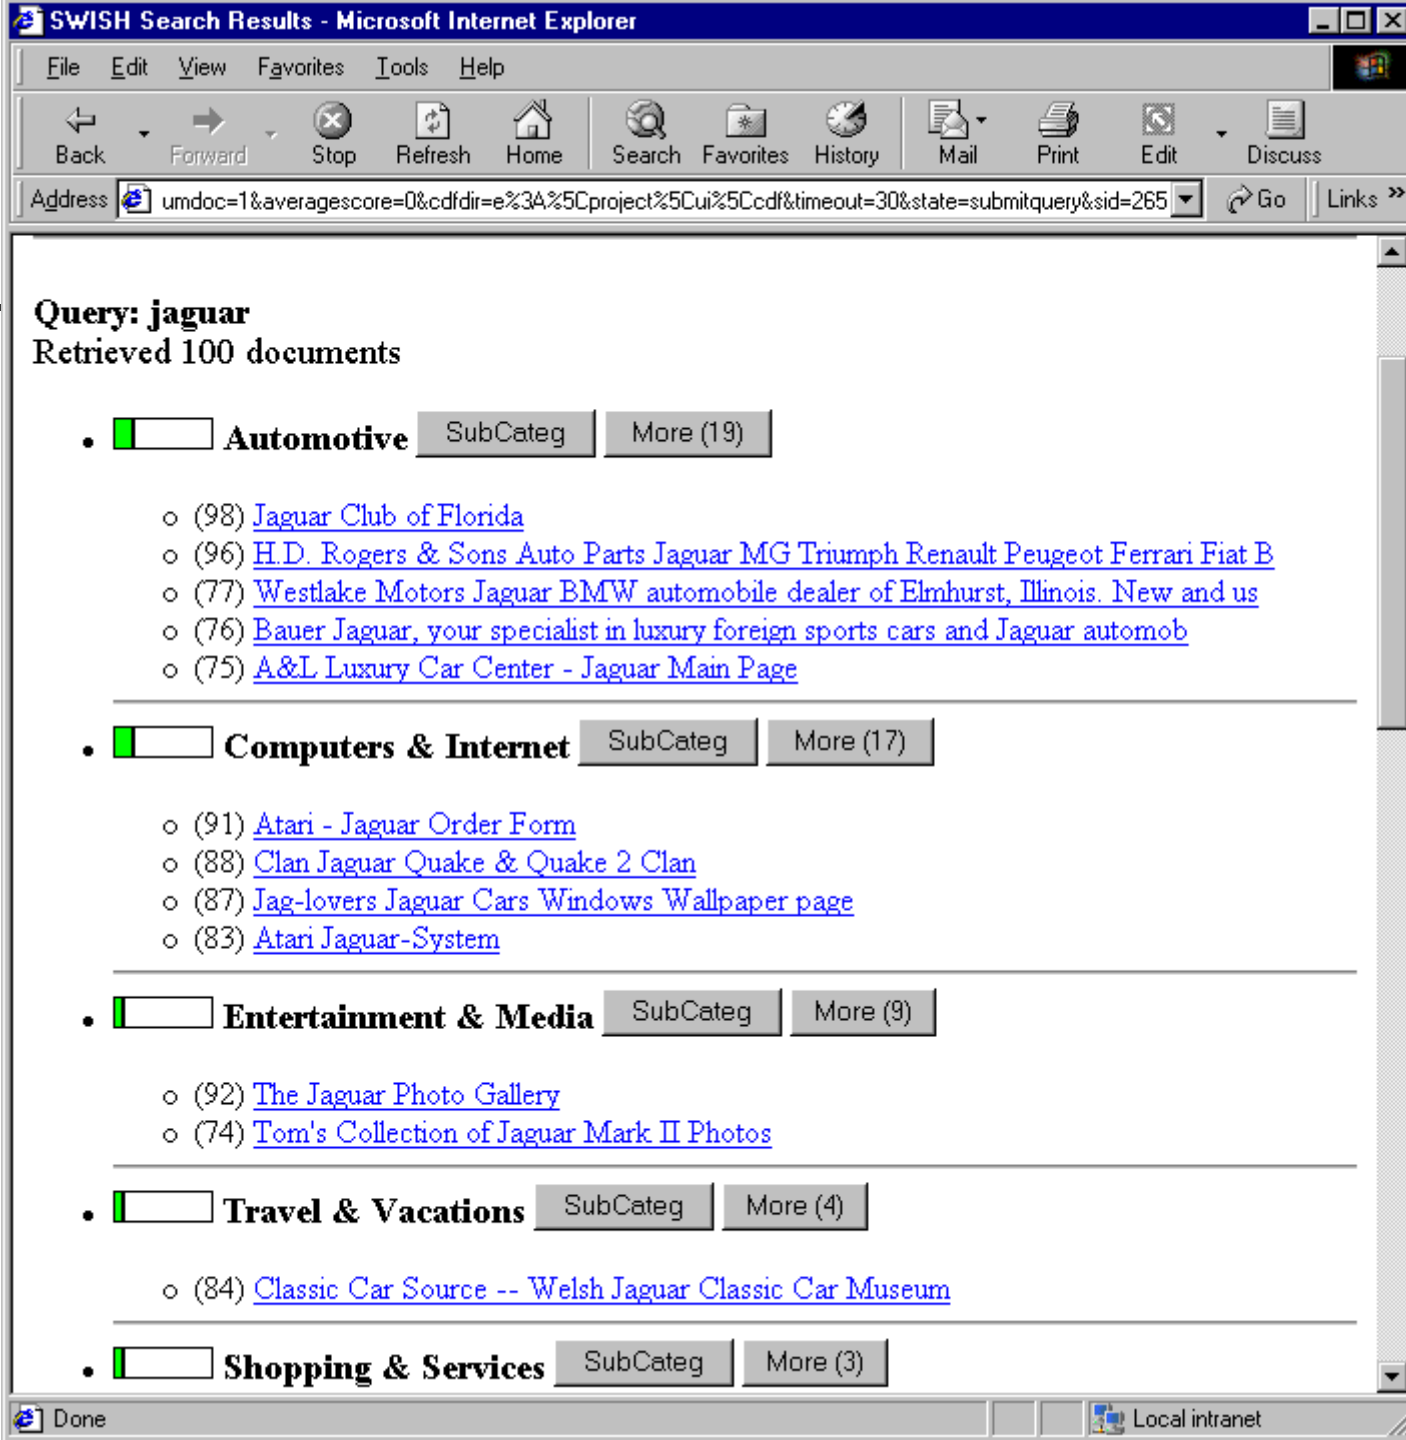 SWISH Search Results - Microsoft Internet Explorer
File Edit View Favorites Tools Help
Back Forward Stop Refresh Home Search Favorites History Mail Print Edit Discuss
Address umdoc=1&averagescore=0&cdfdir=e%3A%5Cproject%5Cui%5Ccdf&timeout=30&state=submitquery&sid=265 Go Links »
Query: jaguar
Retrieved 100 documents
Automotive SubCateg More (19)
(98) Jaguar Club of Florida
(96) H.D. Rogers & Sons Auto Parts Jaguar MG Triumph Renault Peugeot Ferrari Fiat B
(77) Westlake Motors Jaguar BMW automobile dealer of Elmhurst, Illinois. New and us
(76) Bauer Jaguar, your specialist in luxury foreign sports cars and Jaguar automob
(75) A&L Luxury Car Center - Jaguar Main Page
Computers & Internet SubCateg More (17)
(91) Atari - Jaguar Order Form
(88) Clan Jaguar Quake & Quake 2 Clan
(87) Jag-lovers Jaguar Cars Windows Wallpaper page
(83) Atari Jaguar-System
Entertainment & Media SubCateg More (9)
(92) The Jaguar Photo Gallery
(74) Tom's Collection of Jaguar Mark II Photos
Travel & Vacations SubCateg More (4)
(84) Classic Car Source -- Welsh Jaguar Classic Car Museum
Shopping & Services SubCateg More (3)
Done Local intranet